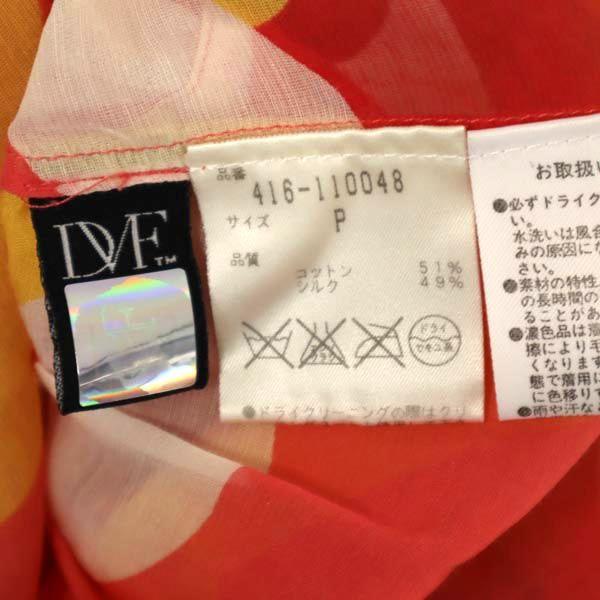 DVF™
品番
416-110048
サイズ P
品質
コットン 51%
シルク 49%
ドライ
セキユ系
●ドライクリーニングの際はクリ
お取扱い
●必ずドライク
い。
水洗いは風合
みの原因にな
さい。
●素材の特性
の長時間の
ることがあ
●濃色品は
擦により毛
くなります
態で着用に
に色移りす
●雨や汗な